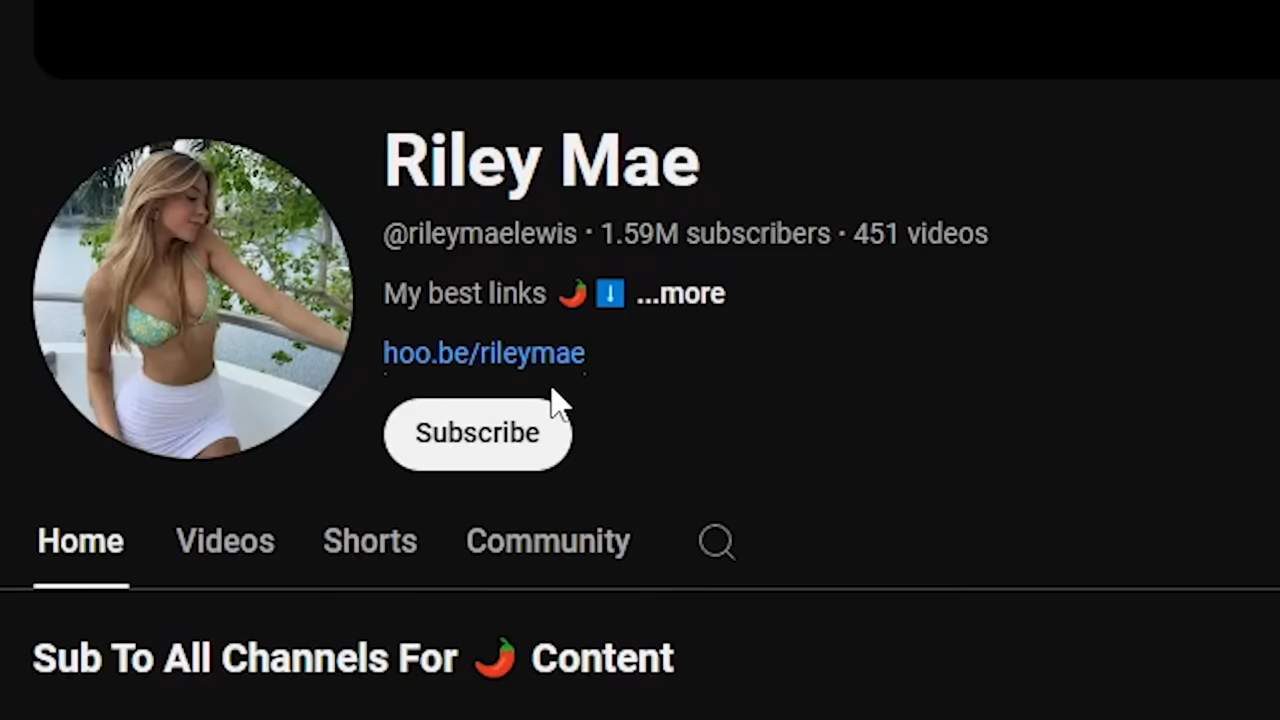 Riley Mae
@rileymaelewis · 1.59M subscribers · 451 videos
My best links 🌶️ ⬇️ ...more
hoo.be/rileymae
Subscribe
Home Videos Shorts Community
Sub To All Channels For 🌶️ Content